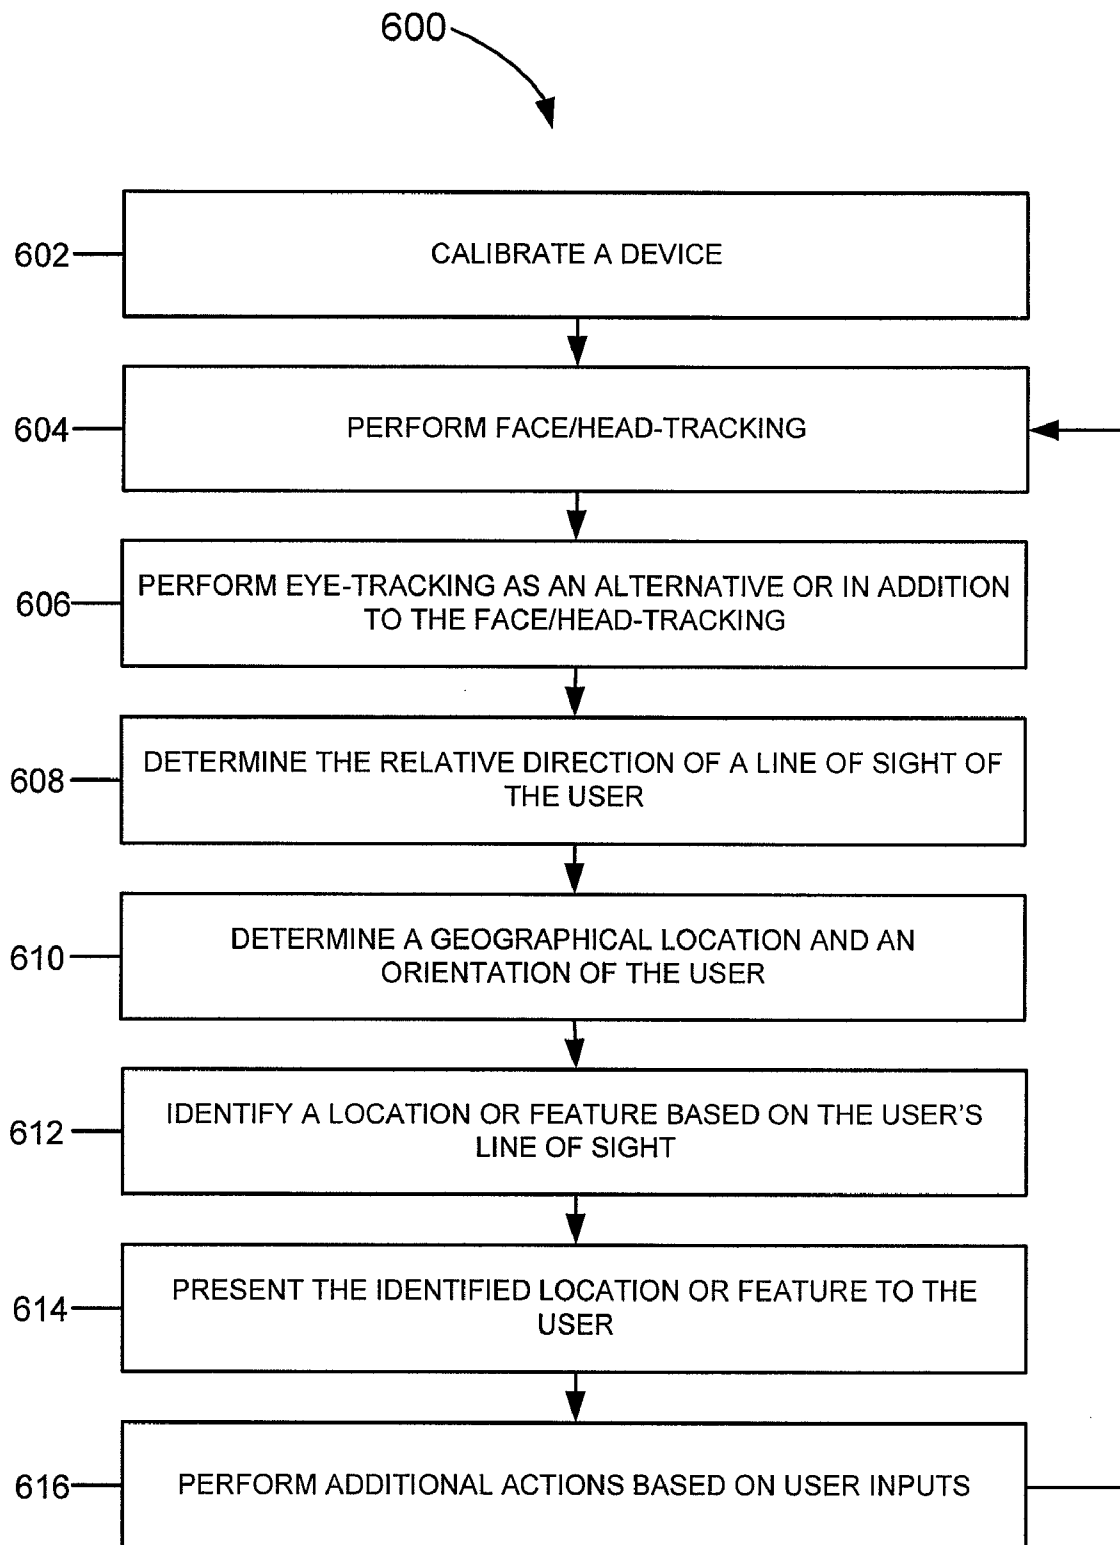 600
602
CALIBRATE A DEVICE
604
PERFORM FACE/HEAD-TRACKING
606
PERFORM EYE-TRACKING AS AN ALTERNATIVE OR IN ADDITION
TO THE FACE/HEAD-TRACKING
608
DETERMINE THE RELATIVE DIRECTION OF A LINE OF SIGHT OF
THE USER
610
DETERMINE A GEOGRAPHICAL LOCATION AND AN
ORIENTATION OF THE USER
612
IDENTIFY A LOCATION OR FEATURE BASED ON THE USER'S
LINE OF SIGHT
614
PRESENT THE IDENTIFIED LOCATION OR FEATURE TO THE
USER
616
PERFORM ADDITIONAL ACTIONS BASED ON USER INPUTS